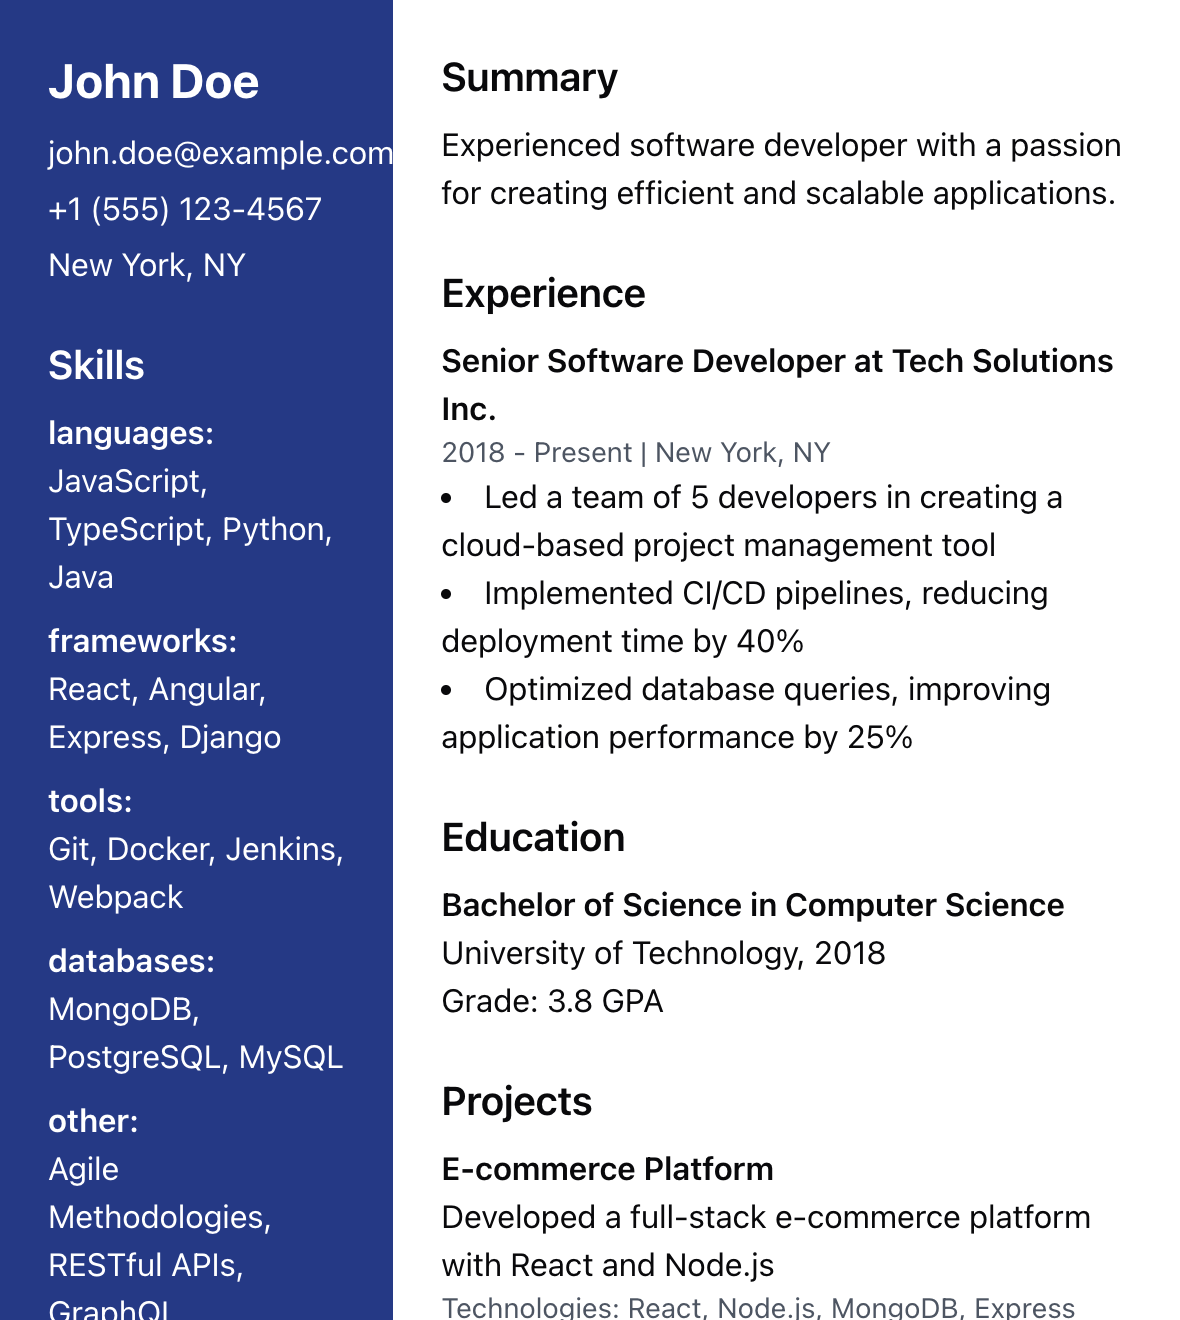 John Doe
john.doe@example.com
+1 (555) 123-4567
New York, NY
Skills
languages:
JavaScript,
TypeScript, Python,
Java
frameworks:
React, Angular,
Express, Django
tools:
Git, Docker, Jenkins,
Webpack
databases:
MongoDB,
PostgreSQL, MySQL
other:
Agile
Methodologies,
RESTful APIs,
GraphQL
Summary
Experienced software developer with a passion
for creating efficient and scalable applications.
Experience
Senior Software Developer at Tech Solutions
Inc.
2018 - Present | New York, NY
• Led a team of 5 developers in creating a
cloud-based project management tool
• Implemented CI/CD pipelines, reducing
deployment time by 40%
• Optimized database queries, improving
application performance by 25%
Education
Bachelor of Science in Computer Science
University of Technology, 2018
Grade: 3.8 GPA
Projects
E-commerce Platform
Developed a full-stack e-commerce platform
with React and Node.js
Technologies: React, Node.js, MongoDB, Express